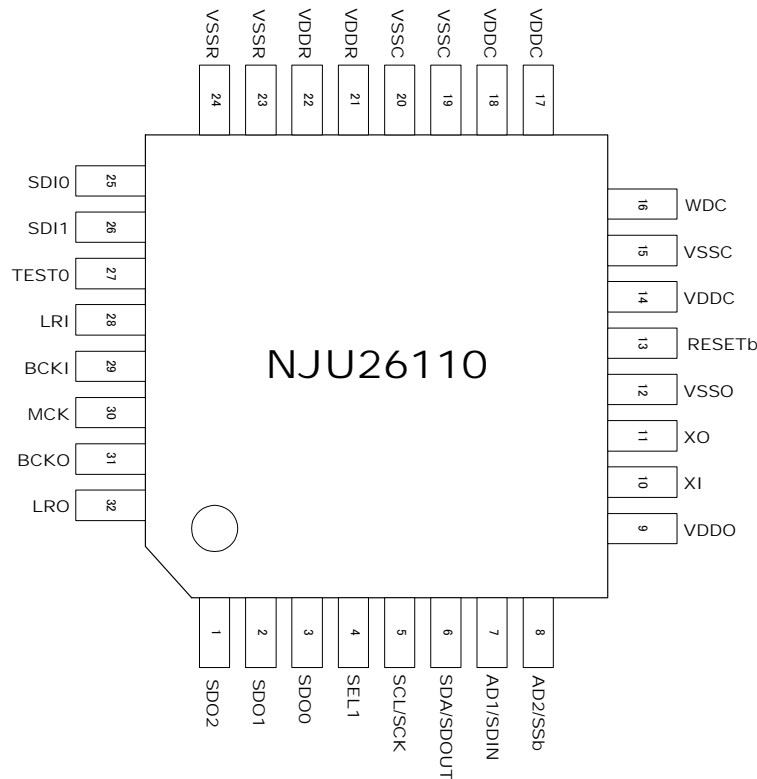 VSSR
VSSR
VDDR
VDDR
VSSC
VSSC
VDDC
VDDC
24
23
22
21
20
19
18
17
SDI0 25
SDI1 26
TEST0 27
LRI 28
BCKI 29
MCK 30
BCKO 31
LRO 32
NJU26110
16 WDC
15 VSSC
14 VDDC
13 RESETb
12 VSSO
11 XO
10 XI
9 VDDO
1
2
3
4
5
6
7
8
SDO2
SDO1
SDO0
SEL1
SCL/SCK
SDA/SDOUT
AD1/SDIN
AD2/SSb